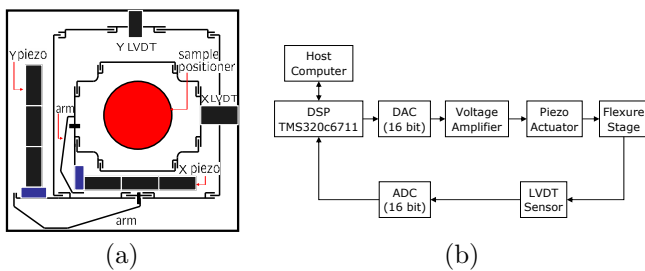 Y LVDT
Y piezo
sample
positioner
arm
X LVDT
X piezo
arm
(a)
Host
Computer
DSP
TMS320c6711
DAC
(16 bit)
Voltage
Amplifier
Piezo
Actuator
Flexure
Stage
ADC
(16 bit)
LVDT
Sensor
(b)